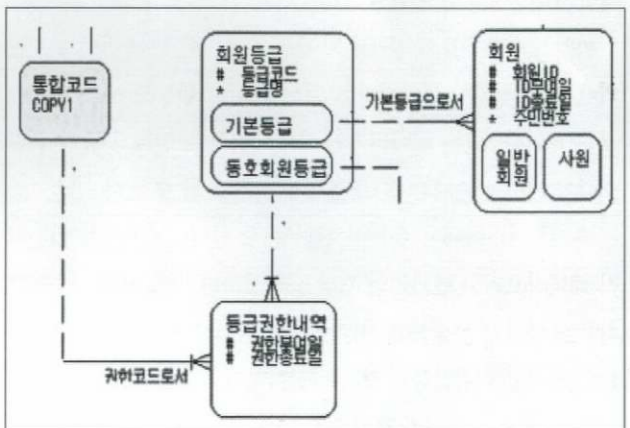 통합코드
COPY1
회원등급
# 등급코드
* 등급명
기본등급
동호회원등급
기본등급으로서
회원
# 회원ID
# ID부여일
# ID종료일
* 주민번호
일반
회원
사원
등급권한내역
# 권한부여일
# 권한종료일
권한코드로서